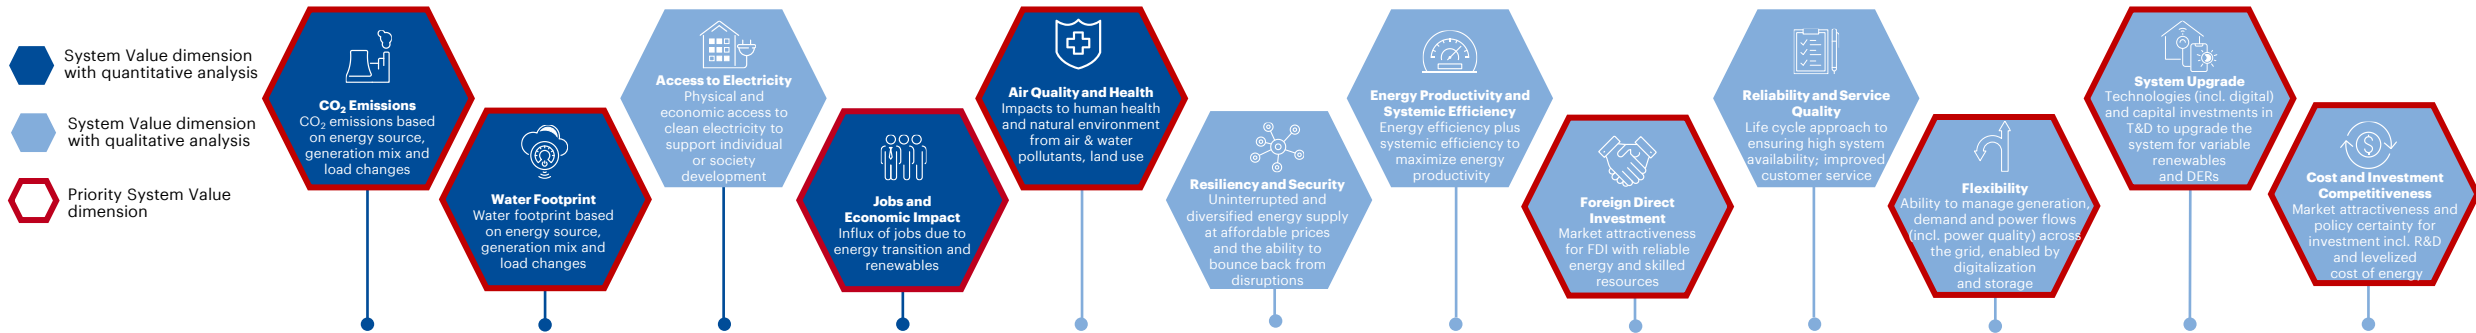 System Value dimension
with quantitative analysis
System Value dimension
with qualitative analysis
Priority System Value
dimension
CO₂ Emissions
CO₂ emissions based
on energy source,
generation mix and
load changes
Water Footprint
Water footprint based
on energy source,
generation mix and
load changes
Access to Electricity
Physical and
economic access to
clean electricity to
support individual
or society
development
Jobs and
Economic Impact
Influx of jobs due to
energy transition and
renewables
Air Quality and Health
Impacts to human health
and natural environment
from air & water
pollutants, land use
Resiliency and Security
Uninterrupted and
diversified energy supply
at affordable prices
and the ability to
bounce back from
disruptions
Energy Productivity and
Systemic Efficiency
Energy efficiency plus
systemic efficiency to
maximize energy
productivity
Foreign Direct
Investment
Market attractiveness
for FDI with reliable
energy and skilled
resources
Reliability and Service
Quality
Life cycle approach to
ensuring high system
availability; improved
customer service
Flexibility
Ability to manage generation,
demand and power flows
(incl. power quality) across
the grid, enabled by
digitalization
and storage
System Upgrade
Technologies (incl. digital)
and capital investments in
T&D to upgrade the
system for variable
renewables
and DERs
Cost and Investment
Competitiveness
Market attractiveness and
policy certainty for
investment incl. R&D
and levelized
cost of energy